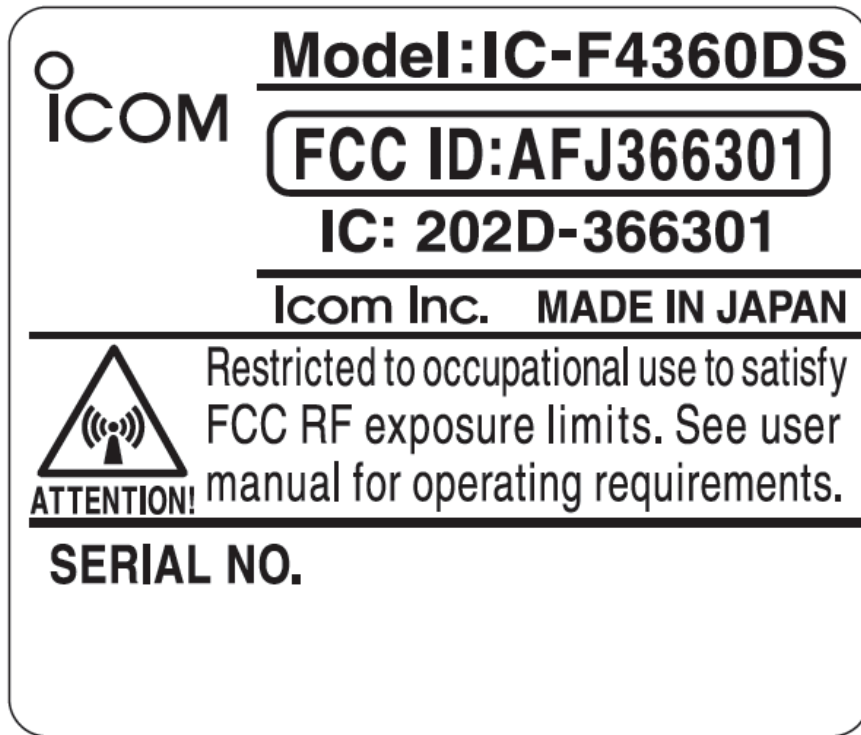 Model:IC-F4360DS
ICOM
FCC ID:AFJ366301
IC: 202D-366301
Icom Inc. MADE IN JAPAN
Restricted to occupational use to satisfy
FCC RF exposure limits. See user
manual for operating requirements.
ATTENTION!
SERIAL NO.